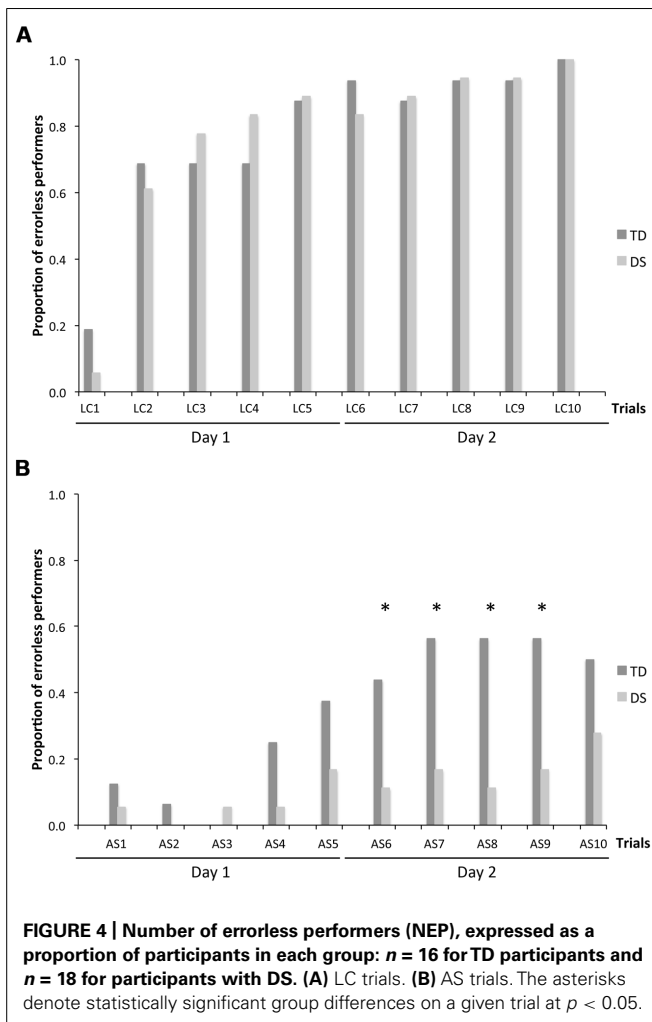 A
Proportion of errorless performers
1.0
0.8
0.6
0.4
0.2
0.0
TD
DS
LC1 LC2 LC3 LC4 LC5 LC6 LC7 LC8 LC9 LC10 Trials
Day 1 Day 2
B
Proportion of errorless performers
1.0
0.8
0.6
0.4
0.2
0.0
* * * *
TD
DS
AS1 AS2 AS3 AS4 AS5 AS6 AS7 AS8 AS9 AS10 Trials
Day 1 Day 2
FIGURE 4 | Number of errorless performers (NEP), expressed as a
proportion of participants in each group: n = 16 for TD participants and
n = 18 for participants with DS. (A) LC trials. (B) AS trials. The asterisks
denote statistically significant group differences on a given trial at p < 0.05.